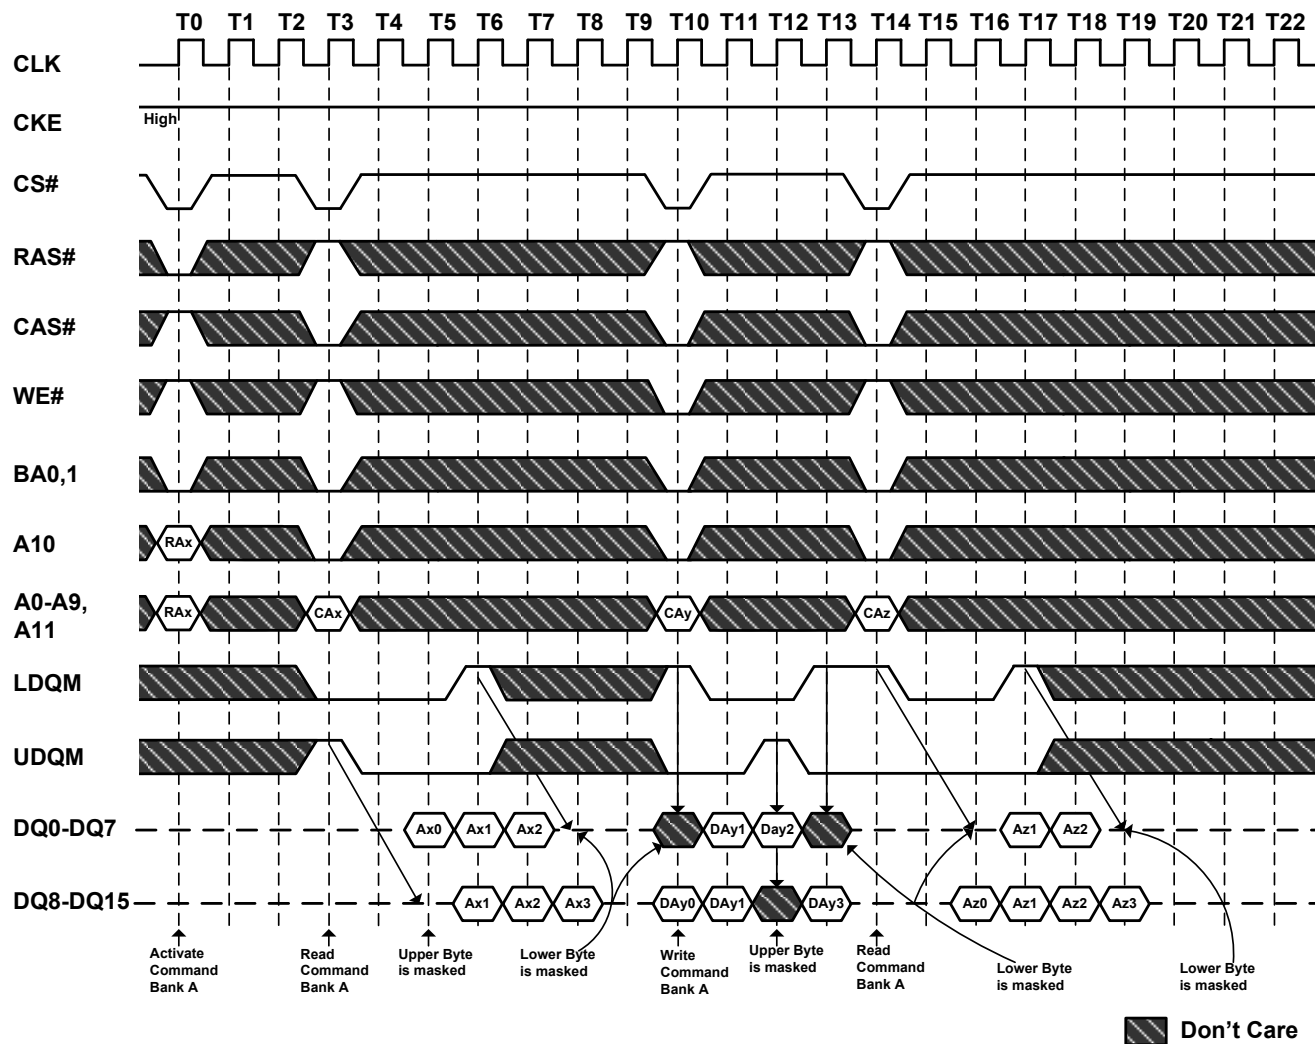 T0 T1 T2 T3 T4 T5 T6 T7 T8 T9 T10 T11 T12 T13 T14 T15 T16 T17 T18 T19 T20 T21 T22
CLK
CKE
High
CS#
RAS#
CAS#
WE#
BA0,1
A10
RAx
A0-A9,
A11
RAx CAx CAy CAz
LDQM
UDQM
DQ0-DQ7
Ax0 Ax1 Ax2 DAy1 Day2 Az1 Az2
DQ8-DQ15
Ax1 Ax2 Ax3 DAy0 DAy1 DAy3 Az0 Az1 Az2 Az3
Activate
Command
Bank A
Read
Command
Bank A
Upper Byte
is masked
Lower Byte
is masked
Write
Command
Bank A
Upper Byte
is masked
Read
Command
Bank A
Lower Byte
is masked
Lower Byte
is masked
Don't Care